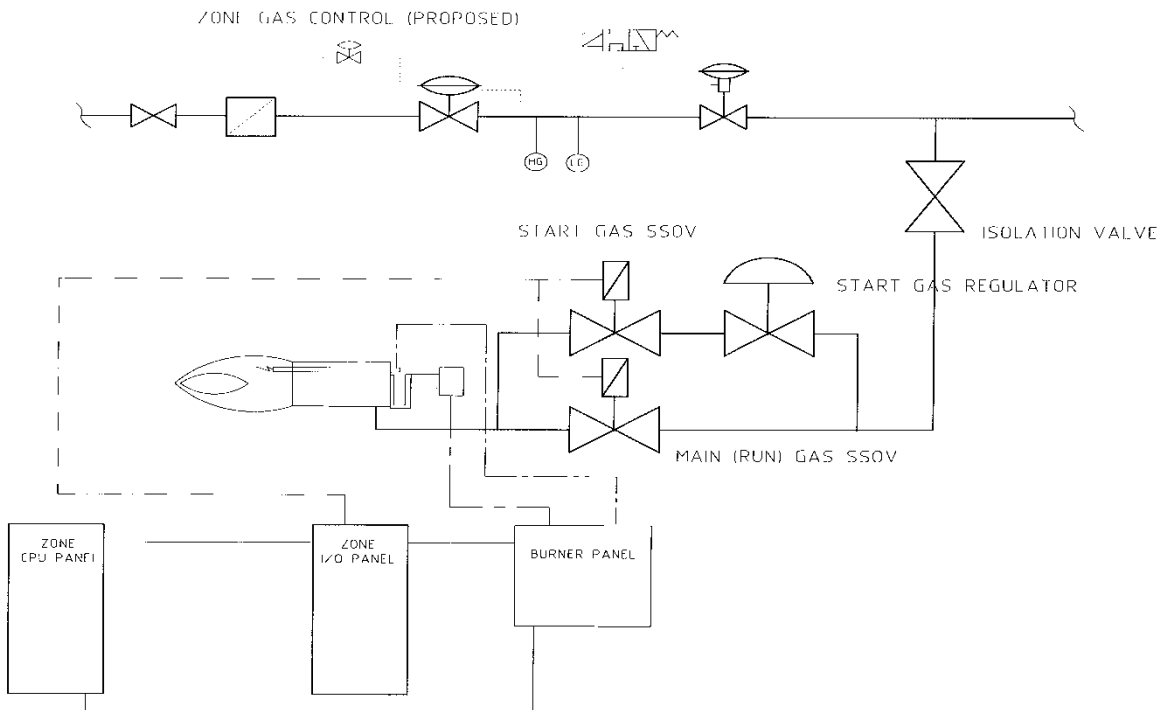 ZONE GAS CONTROL (PROPOSED)
HG
LG
START GAS SSOV
ISOLATION VALVE
START GAS REGULATOR
MAIN (RUN) GAS SSOV
ZONE
CPU PANEL
ZONE
I/O PANEL
BURNER PANEL